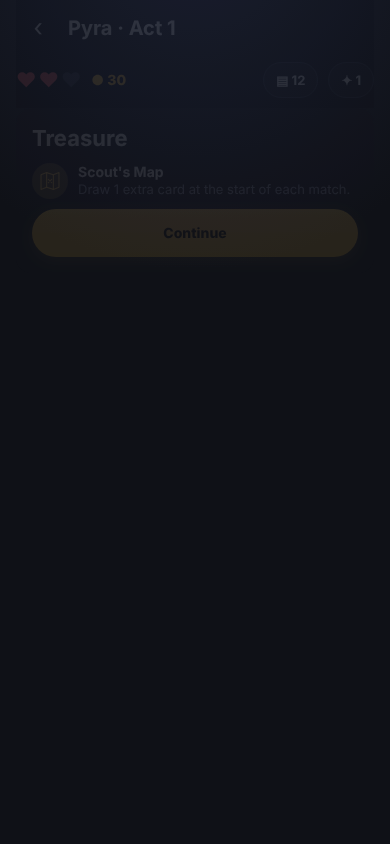 Pyra · Act 1
30
12
1
Treasure
Scout's Map
Draw 1 extra card at the start of each match.
Continue